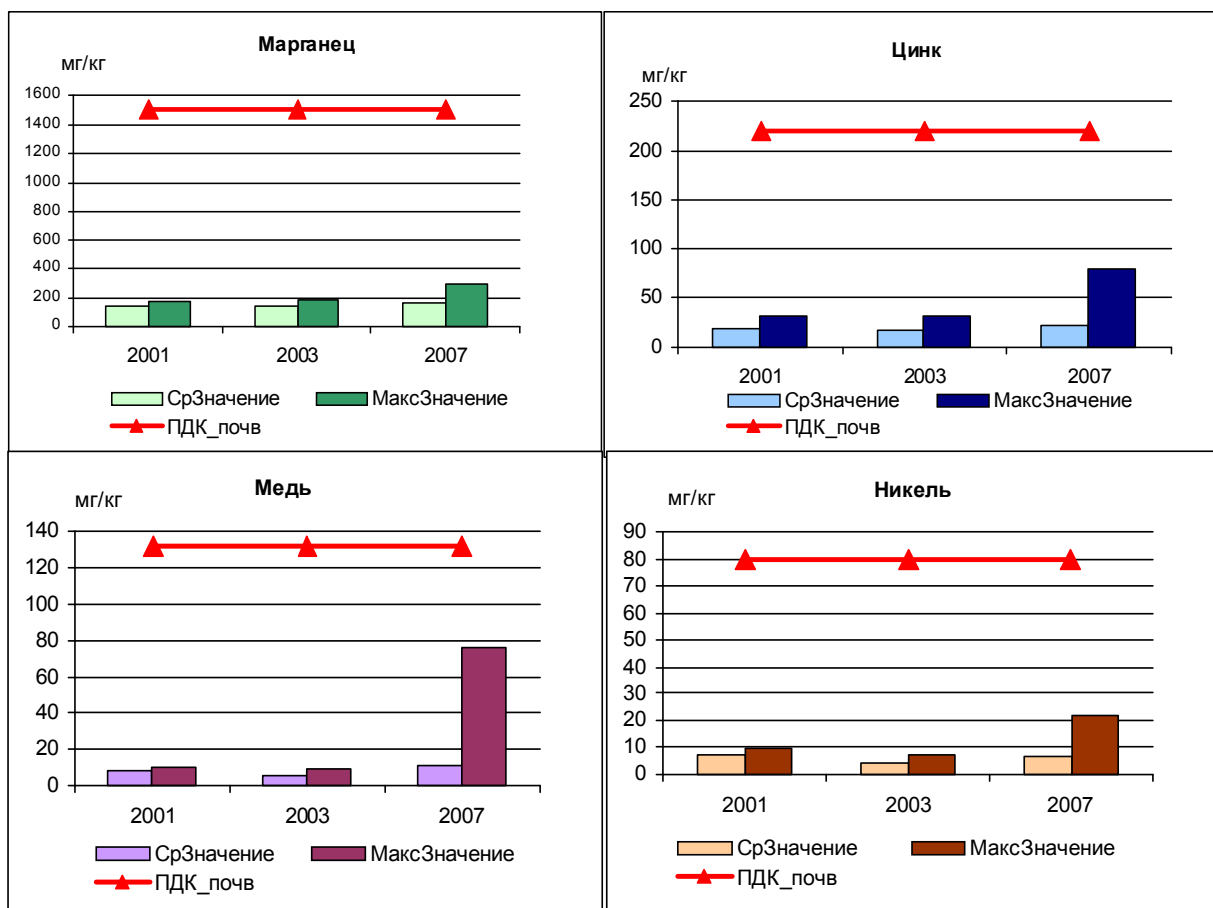 Марганец
мг/кг
1600
1400
1200
1000
800
600
400
200
0
2001 2003 2007
СрЗначение МаксЗначение
ПДК_почв
Цинк
мг/кг
250
200
150
100
50
0
2001 2003 2007
СрЗначение МаксЗначение
ПДК_почв
Медь
мг/кг
140
120
100
80
60
40
20
0
2001 2003 2007
СрЗначение МаксЗначение
ПДК_почв
Никель
мг/кг
90
80
70
60
50
40
30
20
10
0
2001 2003 2007
СрЗначение МаксЗначение
ПДК_почв